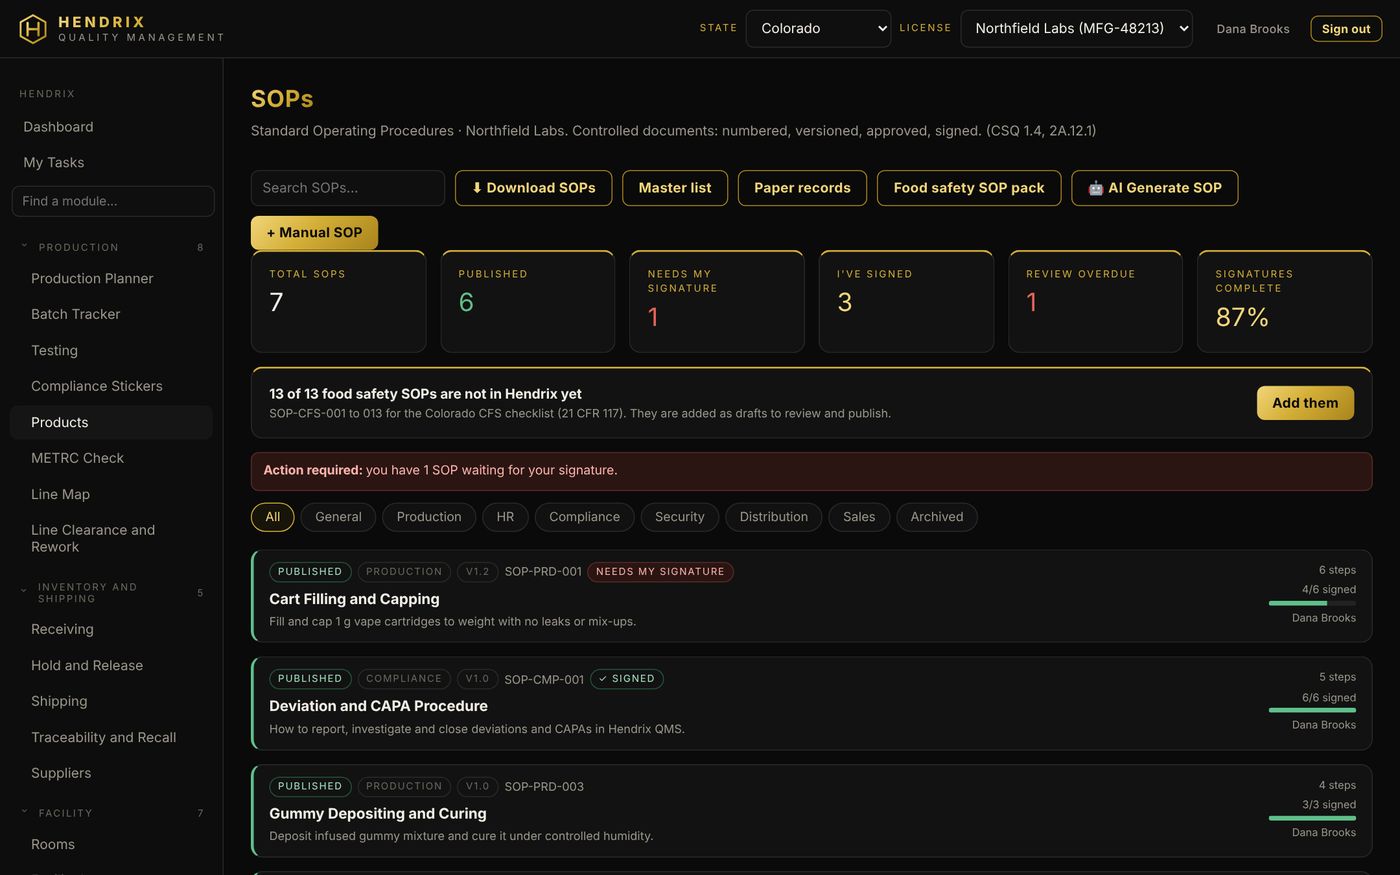 HENDRIX
QUALITY MANAGEMENT
STATE
Colorado
LICENSE
Northfield Labs (MFG-48213)
Dana Brooks
Sign out
HENDRIX
Dashboard
My Tasks
Find a module...
PRODUCTION 8
Production Planner
Batch Tracker
Testing
Compliance Stickers
Products
METRC Check
Line Map
Line Clearance and
Rework
INVENTORY AND
SHIPPING 5
Receiving
Hold and Release
Shipping
Traceability and Recall
Suppliers
FACILITY 7
Rooms
SOPs
Standard Operating Procedures · Northfield Labs. Controlled documents: numbered, versioned, approved, signed. (CSQ 1.4, 2A.12.1)
Search SOPs...
⬇ Download SOPs
Master list
Paper records
Food safety SOP pack
🤖 AI Generate SOP
+ Manual SOP
TOTAL SOPS
7
PUBLISHED
6
NEEDS MY
SIGNATURE
1
I'VE SIGNED
3
REVIEW OVERDUE
1
SIGNATURES
COMPLETE
87%
13 of 13 food safety SOPs are not in Hendrix yet
SOP-CFS-001 to 013 for the Colorado CFS checklist (21 CFR 117). They are added as drafts to review and publish.
Add them
Action required: you have 1 SOP waiting for your signature.
All
General
Production
HR
Compliance
Security
Distribution
Sales
Archived
PUBLISHED PRODUCTION V1.2 SOP-PRD-001 NEEDS MY SIGNATURE
Cart Filling and Capping
Fill and cap 1 g vape cartridges to weight with no leaks or mix-ups.
6 steps
4/6 signed
Dana Brooks
PUBLISHED COMPLIANCE V1.0 SOP-CMP-001 ✓ SIGNED
Deviation and CAPA Procedure
How to report, investigate and close deviations and CAPAs in Hendrix QMS.
5 steps
6/6 signed
Dana Brooks
PUBLISHED PRODUCTION V1.0 SOP-PRD-003
Gummy Depositing and Curing
Deposit infused gummy mixture and cure it under controlled humidity.
4 steps
3/3 signed
Dana Brooks